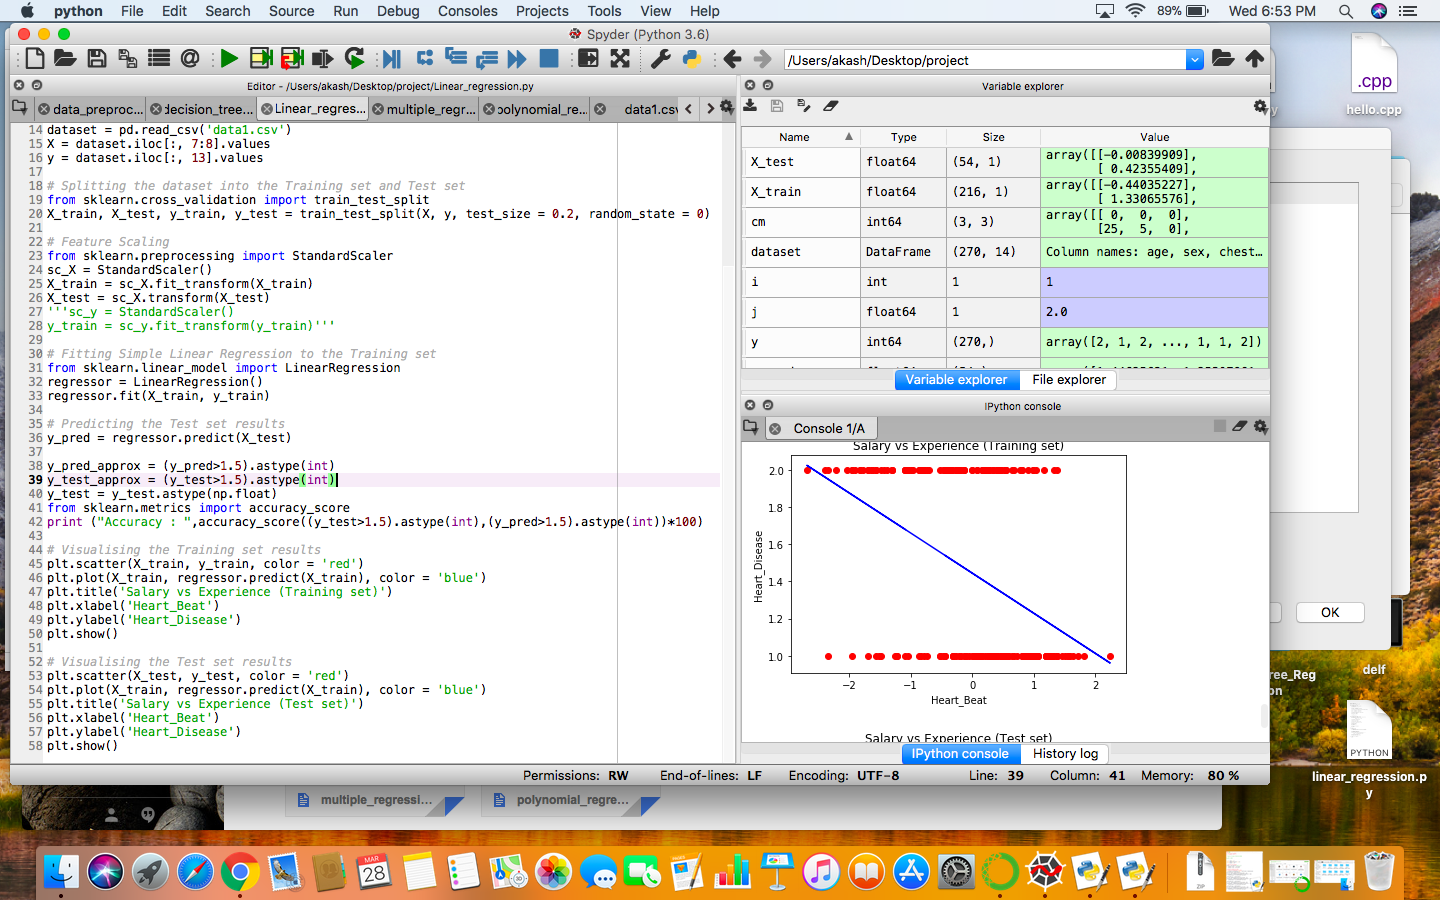 python File Edit Search Source Run Debug Consoles Projects Tools View Help 89% Wed 6:53 PM
Spyder (Python 3.6)
/Users/akash/Desktop/project
Editor - /Users/akash/Desktop/project/Linear_regression.py
data_preproc... decision_tree... Linear_regres... multiple_regr... polynomial_re... data1.csv
14 dataset = pd.read_csv('data1.csv')
15 X = dataset.iloc[:, 7:8].values
16 y = dataset.iloc[:, 13].values
17
18 # Splitting the dataset into the Training set and Test set
19 from sklearn.cross_validation import train_test_split
20 X_train, X_test, y_train, y_test = train_test_split(X, y, test_size = 0.2, random_state = 0)
21
22 # Feature Scaling
23 from sklearn.preprocessing import StandardScaler
24 sc_X = StandardScaler()
25 X_train = sc_X.fit_transform(X_train)
26 X_test = sc_X.transform(X_test)
27 '''sc_y = StandardScaler()
28 y_train = sc_y.fit_transform(y_train)'''
29
30 # Fitting Simple Linear Regression to the Training set
31 from sklearn.linear_model import LinearRegression
32 regressor = LinearRegression()
33 regressor.fit(X_train, y_train)
34
35 # Predicting the Test set results
36 y_pred = regressor.predict(X_test)
37
38 y_pred_approx = (y_pred>1.5).astype(int)
39 y_test_approx = (y_test>1.5).astype(int)
40 y_test = y_test.astype(np.float)
41 from sklearn.metrics import accuracy_score
42 print ("Accuracy : ",accuracy_score((y_test>1.5).astype(int),(y_pred>1.5).astype(int))*100)
43
44 # Visualising the Training set results
45 plt.scatter(X_train, y_train, color = 'red')
46 plt.plot(X_train, regressor.predict(X_train), color = 'blue')
47 plt.title('Salary vs Experience (Training set)')
48 plt.xlabel('Heart_Beat')
49 plt.ylabel('Heart_Disease')
50 plt.show()
51
52 # Visualising the Test set results
53 plt.scatter(X_test, y_test, color = 'red')
54 plt.plot(X_train, regressor.predict(X_train), color = 'blue')
55 plt.title('Salary vs Experience (Test set)')
56 plt.xlabel('Heart_Beat')
57 plt.ylabel('Heart_Disease')
58 plt.show()
Variable explorer
Name Type Size Value
X_test float64 (54, 1) array([[-0.00839909],
[ 0.42355409],
X_train float64 (216, 1) array([[-0.44035227],
[ 1.33065576],
cm int64 (3, 3) array([[ 0, 0, 0],
[25, 5, 0],
dataset DataFrame (270, 14) Column names: age, sex, chest...
i int 1 1
j float64 1 2.0
y int64 (270,) array([2, 1, 2, ..., 1, 1, 2])
Variable explorer File explorer
IPython console
Console 1/A
Salary vs Experience (Training set)
2.0
1.8
1.6
1.4
1.2
1.0
Heart_Disease
−2 −1 0 1 2
Heart_Beat
Salary vs Experience (Test set)
IPython console History log
Permissions: RW End-of-lines: LF Encoding: UTF-8 Line: 39 Column: 41 Memory: 80 %
.cpp
hello.cpp
OK
ree_Reg
on
delf
PYTHON
linear_regression.p
y
multiple_regressi... polynomial_regre...
MAR
28
ZIP